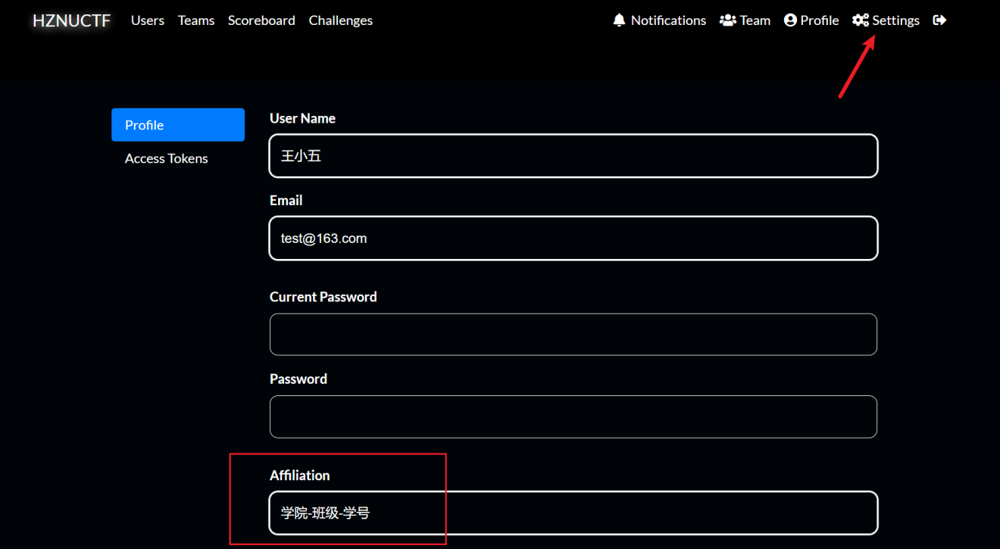 HZNUCTF Users Teams Scoreboard Challenges Notifications Team Profile Settings
Profile
Access Tokens
User Name
王小五
Email
test@163.com
Current Password
Password
Affiliation
学院-班级-学号